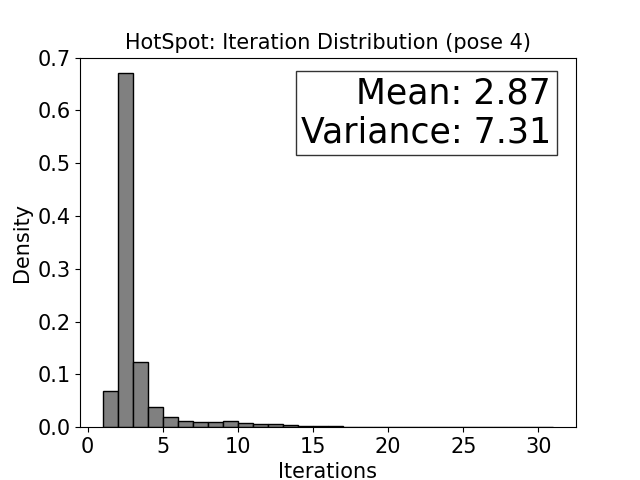 HotSpot: Iteration Distribution (pose 4)
Mean: 2.87
Variance: 7.31
Density
0.7
0.6
0.5
0.4
0.3
0.2
0.1
0.0
0 5 10 15 20 25 30
Iterations